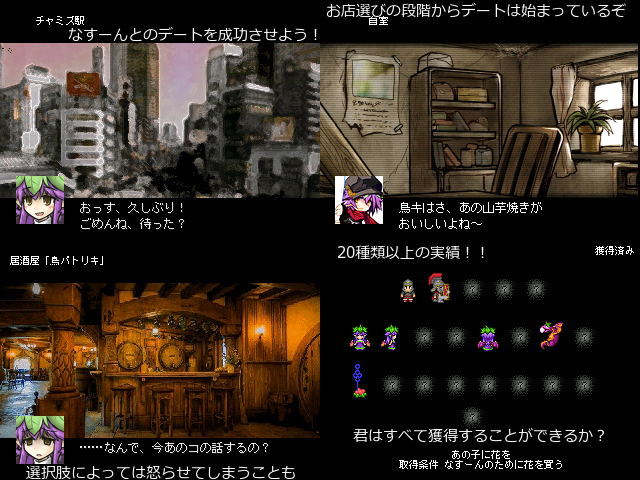 チャミズ駅
なすーんとのデートを成功させよう！
おっす、久しぶり！
ごめんね、待った？
お店選びの段階からデートは始まっているぞ
自室
鳥キはさ、あの山芋焼きが
おいしいよね～
居酒屋「鳥パトリキ」
……なんで、今あのコの話するの？
選択肢によっては怒らせてしまうことも
20種類以上の実績！！
獲得済み
君はすべて獲得することができるか？
あの子に花を
取得条件 なすーんのために花を買う